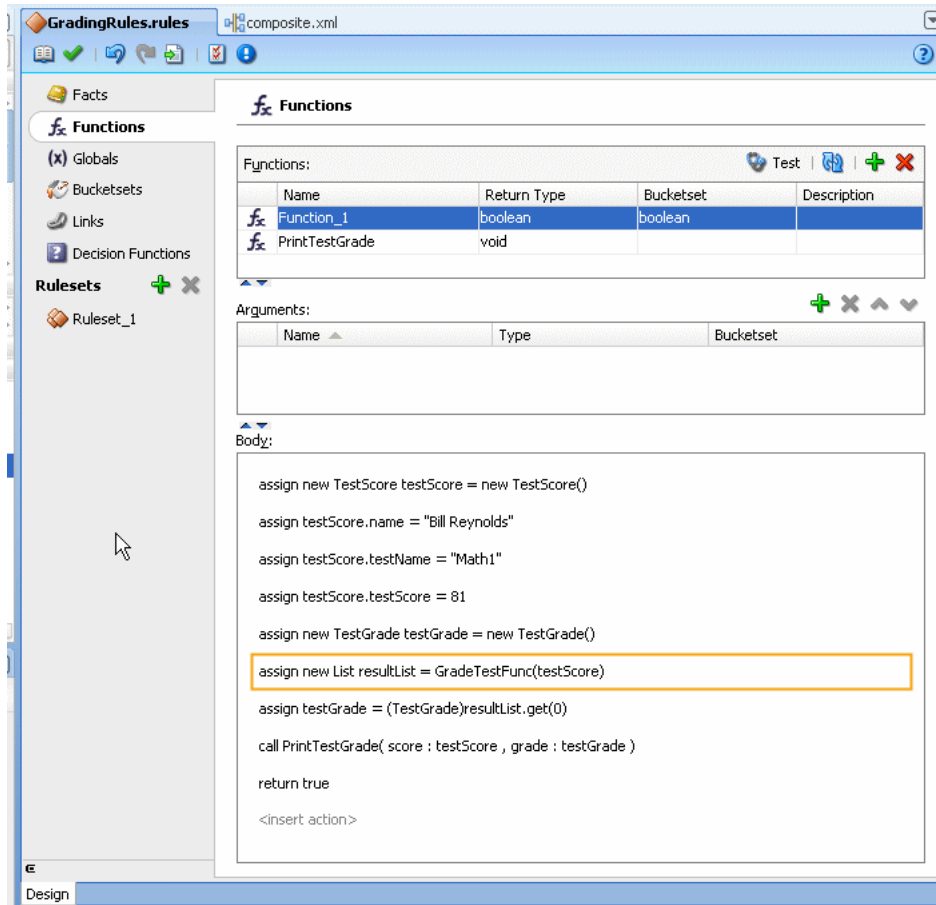 GradingRules.rules composite.xml
Facts
Functions
(x) Globals
Bucketsets
Links
Decision Functions
Rulesets
Ruleset_1
fx Functions
Functions: Test
Name Return Type Bucketset Description
fx Function_1 boolean boolean
fx PrintTestGrade void
Arguments:
Name Type Bucketset
Body:
assign new TestScore testScore = new TestScore()
assign testScore.name = "Bill Reynolds"
assign testScore.testName = "Math1"
assign testScore.testScore = 81
assign new TestGrade testGrade = new TestGrade()
assign new List resultList = GradeTestFunc(testScore)
assign testGrade = (TestGrade)resultList.get(0)
call PrintTestGrade( score : testScore , grade : testGrade )
return true
<insert action>
Design